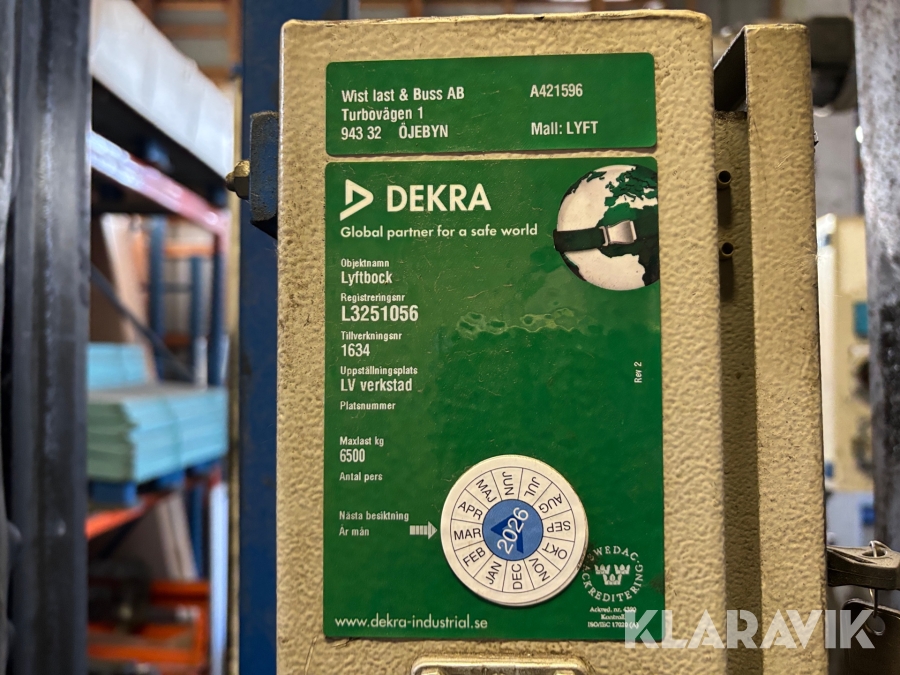 Wist last & Buss AB
A421596
Turbovägen 1
943 32 ÖJEBYN
Mall: LYFT
DEKRA
Global partner for a safe world
Objektnamn
Lyftbock
Registreringsnr
L3251056
Tillverkningsnr
1634
Uppställningsplats
LV verkstad
Platsnummer
Rev 2
Maxlast kg
6500
Antal pers
Nästa besiktning
År mån
2026
JAN
FEB
MAR
APR
MAJ
JUN
JUL
AUG
SEP
OKT
NOV
DEC
SWEDAC
ACKREDITERING
Ackred. nr.
Kontroll
www.dekra-industrial.se
KLARAVIK